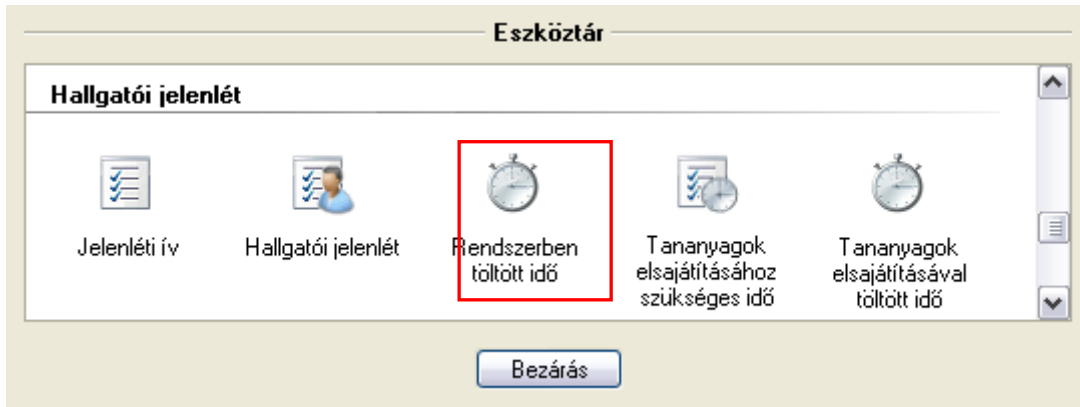 Eszköztár
Hallgatói jelenlét
Jelenléti ív
Hallgatói jelenlét
Rendszerben
töltött idő
Tananyagok
elsajátításához
szükséges idő
Tananyagok
elsajátításával
töltött idő
Bezárás